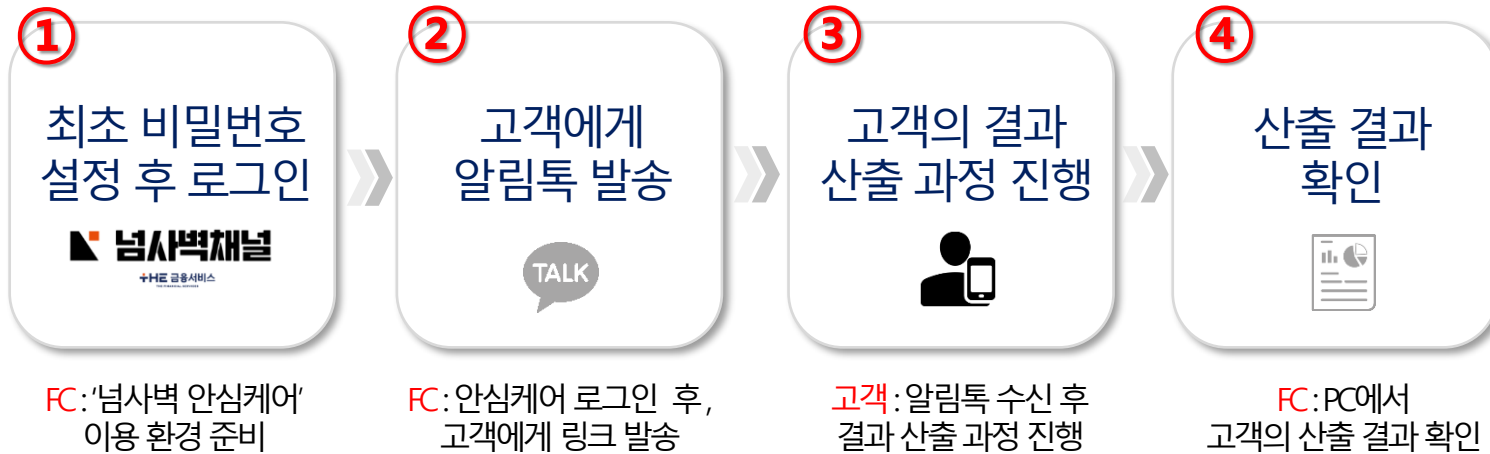 ①
최초 비밀번호
설정 후 로그인
넘사벽채널
+HE 금융서비스
FC : '넘사벽 안심케어'
이용 환경 준비
②
고객에게
알림톡 발송
TALK
FC : 안심케어 로그인 후,
고객에게 링크 발송
③
고객의 결과
산출 과정 진행
고객 : 알림톡 수신 후
결과 산출 과정 진행
④
산출 결과
확인
FC : PC에서
고객의 산출 결과 확인